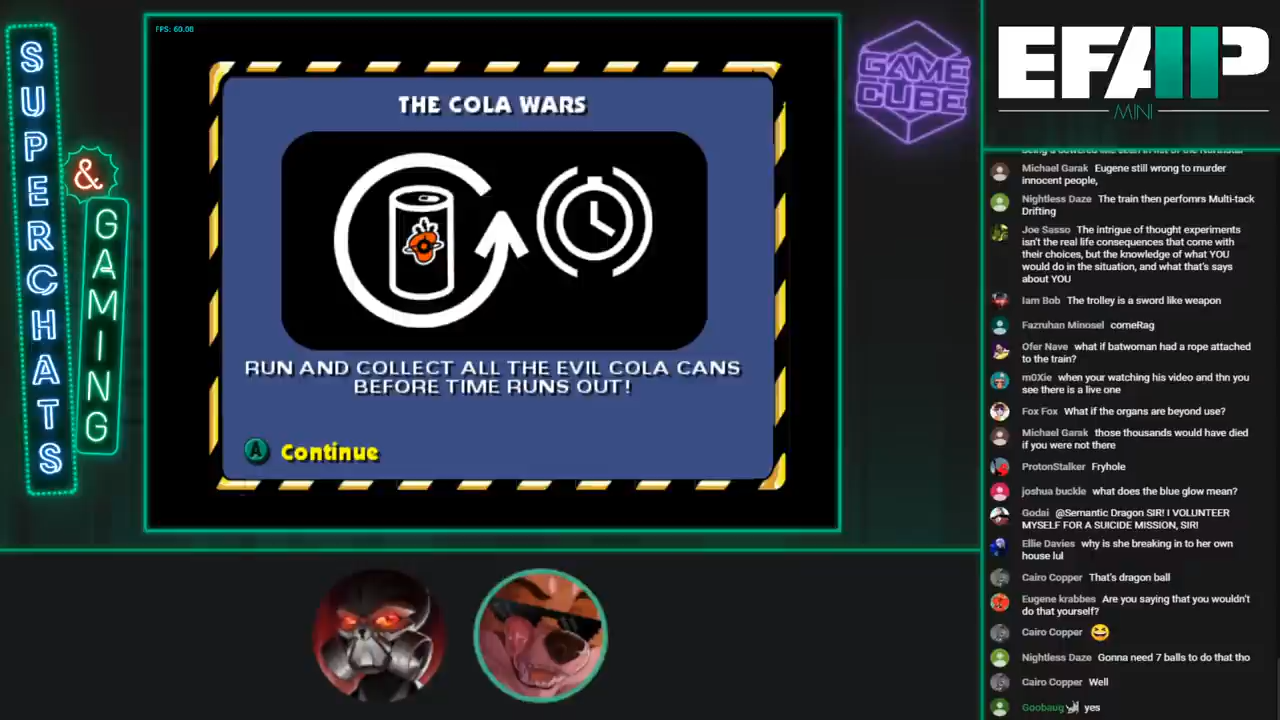 SUPERCHATS
&
GAMING
FPS: 60.08
THE COLA WARS
RUN AND COLLECT ALL THE EVIL COLA CANS
BEFORE TIME RUNS OUT!
A Continue
GAME
CUBE
EFAP
MINI
Michael Garak Eugene still wrong to murder
innocent people,
Nightless Daze The train then perfomrs Multi-tack
Drifting
Joe Sasso The intrigue of thought experiments
isn't the real life consequences that come with
their choices, but the knowledge of what YOU
would do in the situation, and what that's says
about YOU
Iam Bob The trolley is a sword like weapon
Fazruhan Minosel comeRag
Ofer Nave what if batwoman had a rope attached
to the train?
m0Xie when your watching his video and thn you
see there is a live one
Fox Fox What if the organs are beyond use?
Michael Garak those thousands would have died
if you were not there
ProtonStalker Fryhole
joshua buckle what does the blue glow mean?
Godai @Semantic Dragon SIR! I VOLUNTEER
MYSELF FOR A SUICIDE MISSION, SIR!
Ellie Davies why is she breaking in to her own
house lul
Cairo Copper That's dragon ball
Eugene krabbes Are you saying that you wouldn't
do that yourself?
Cairo Copper 😆
Nightless Daze Gonna need 7 balls to do that tho
Cairo Copper Well
Goobaug yes